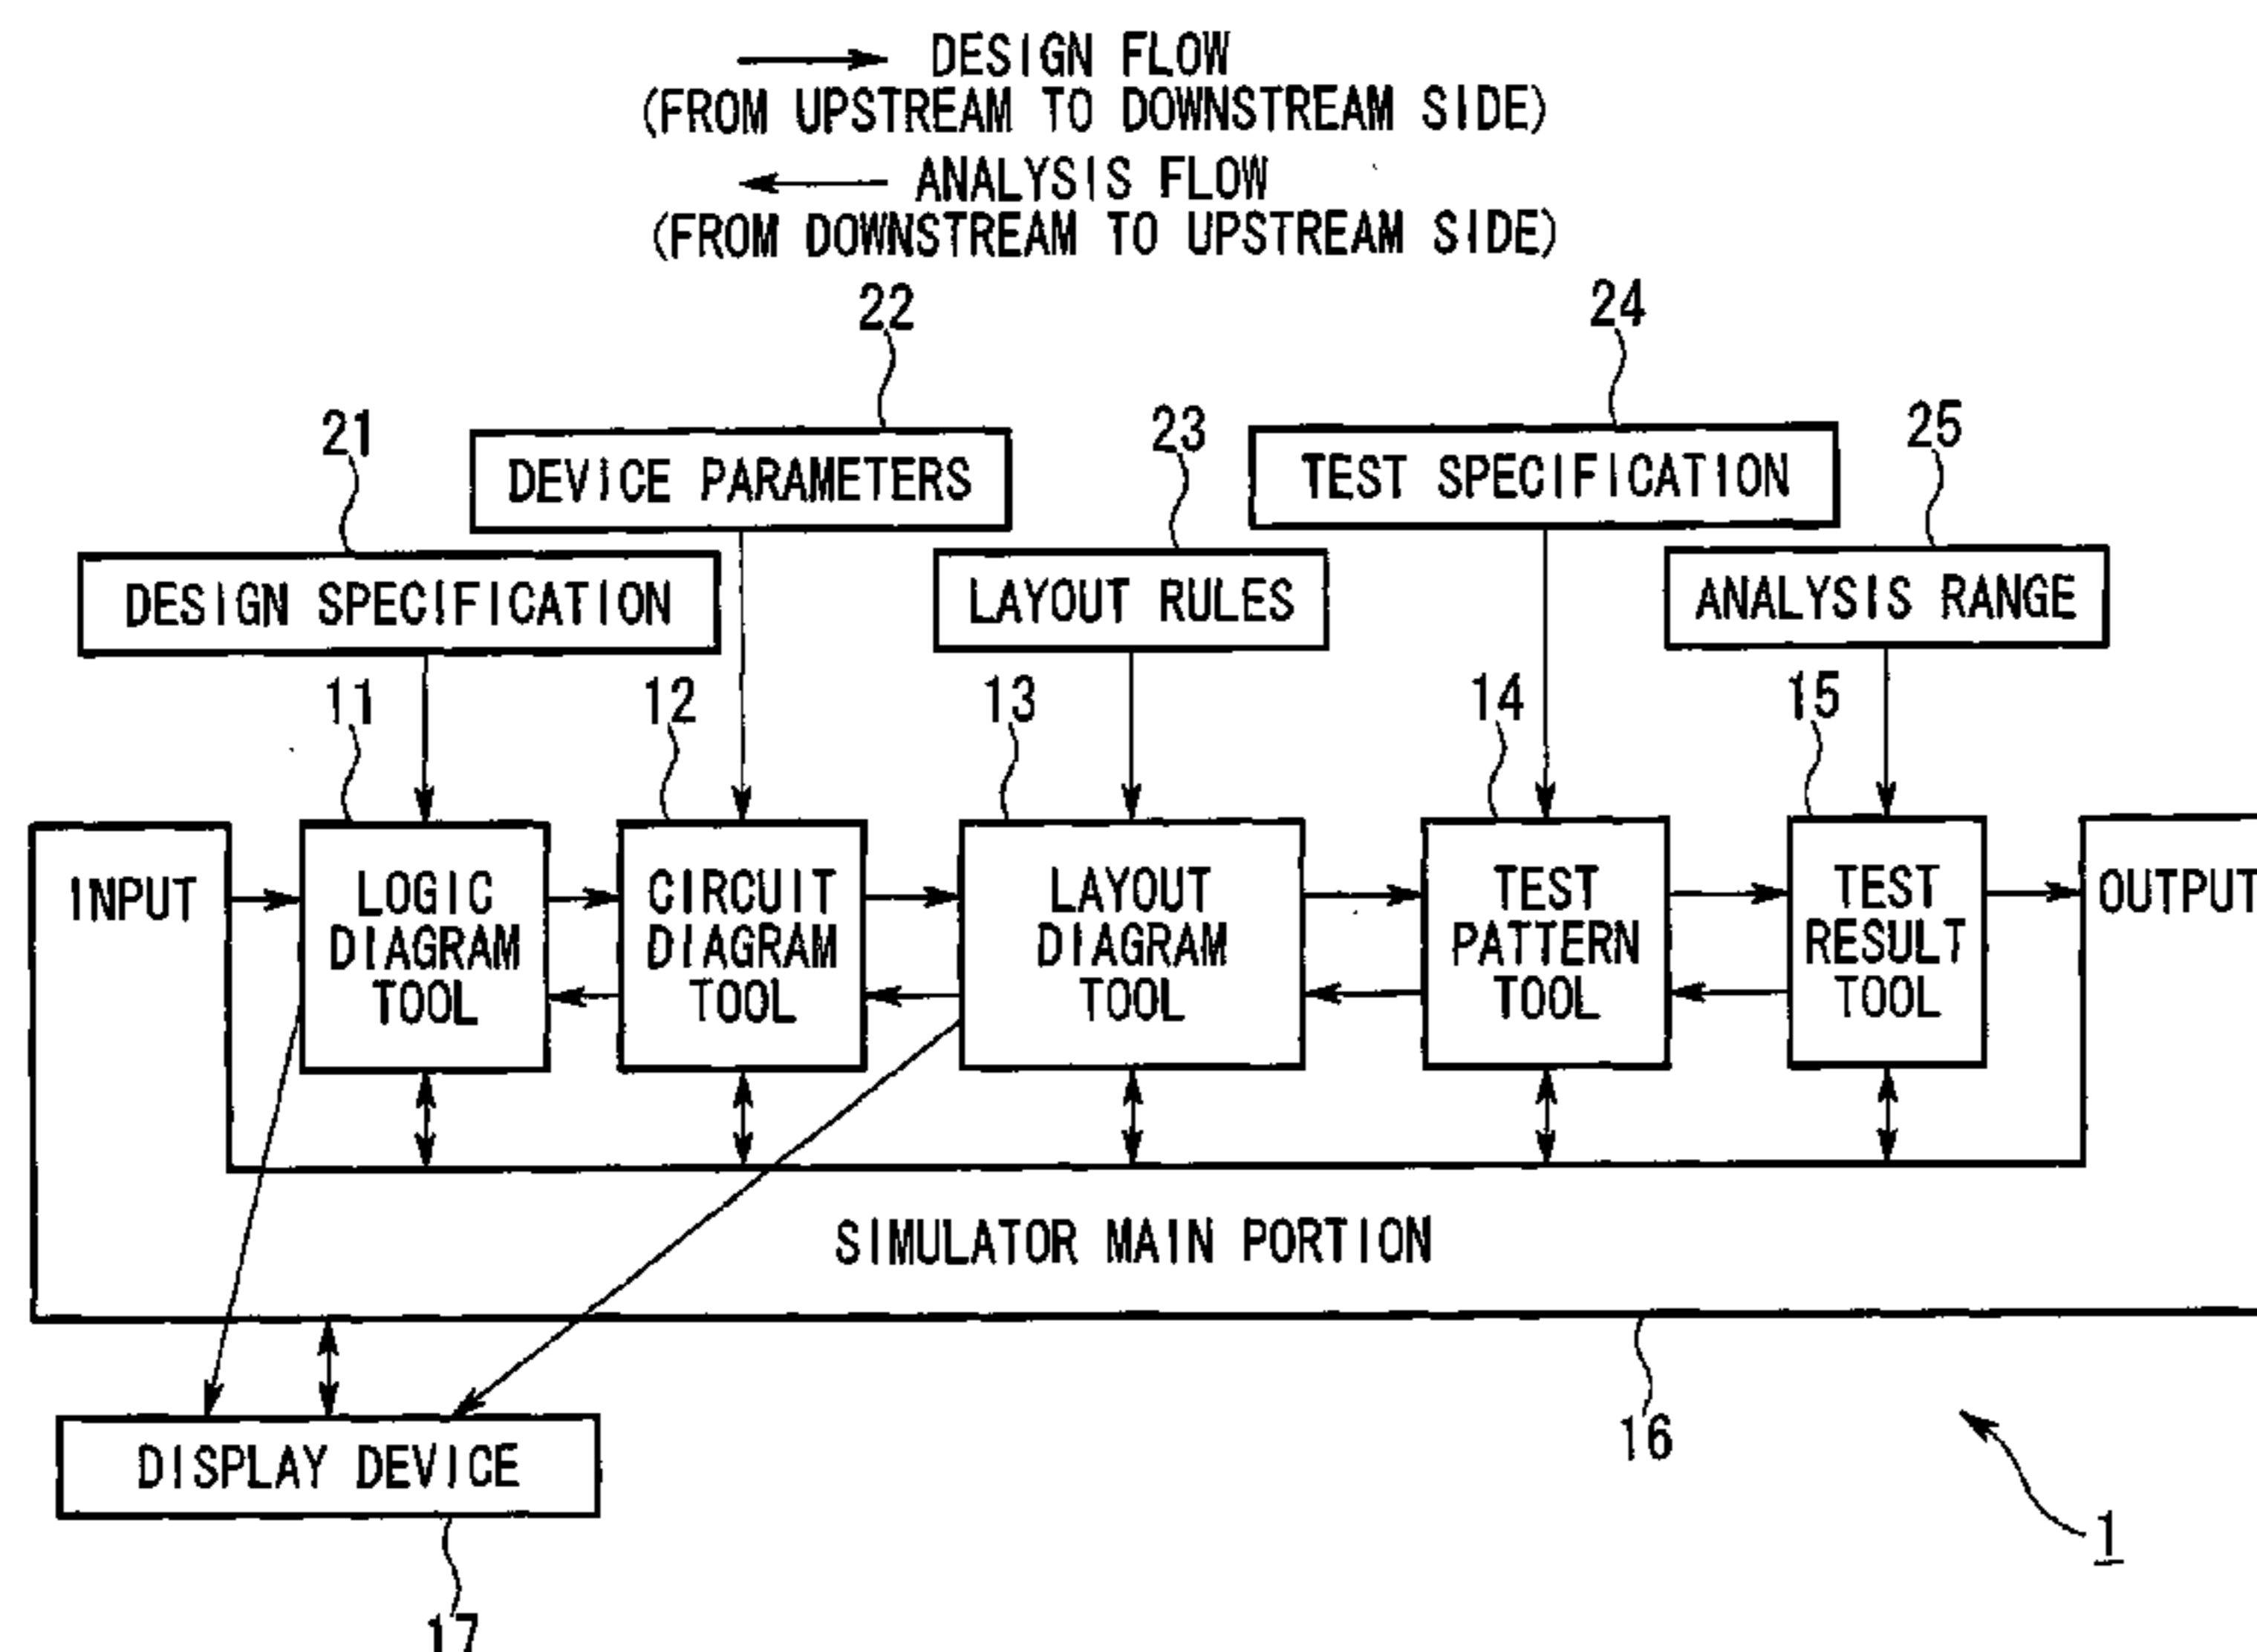 DESIGN FLOW
(FROM UPSTREAM TO DOWNSTREAM SIDE)
ANALYSIS FLOW
(FROM DOWNSTREAM TO UPSTREAM SIDE)
22
24
21
23
25
DEVICE PARAMETERS
TEST SPECIFICATION
DESIGN SPECIFICATION
LAYOUT RULES
ANALYSIS RANGE
11
12
13
14
15
INPUT
LOGIC
DIAGRAM
TOOL
CIRCUIT
DIAGRAM
TOOL
LAYOUT
DIAGRAM
TOOL
TEST
PATTERN
TOOL
TEST
RESULT
TOOL
OUTPUT
SIMULATOR MAIN PORTION
16
DISPLAY DEVICE
1
17